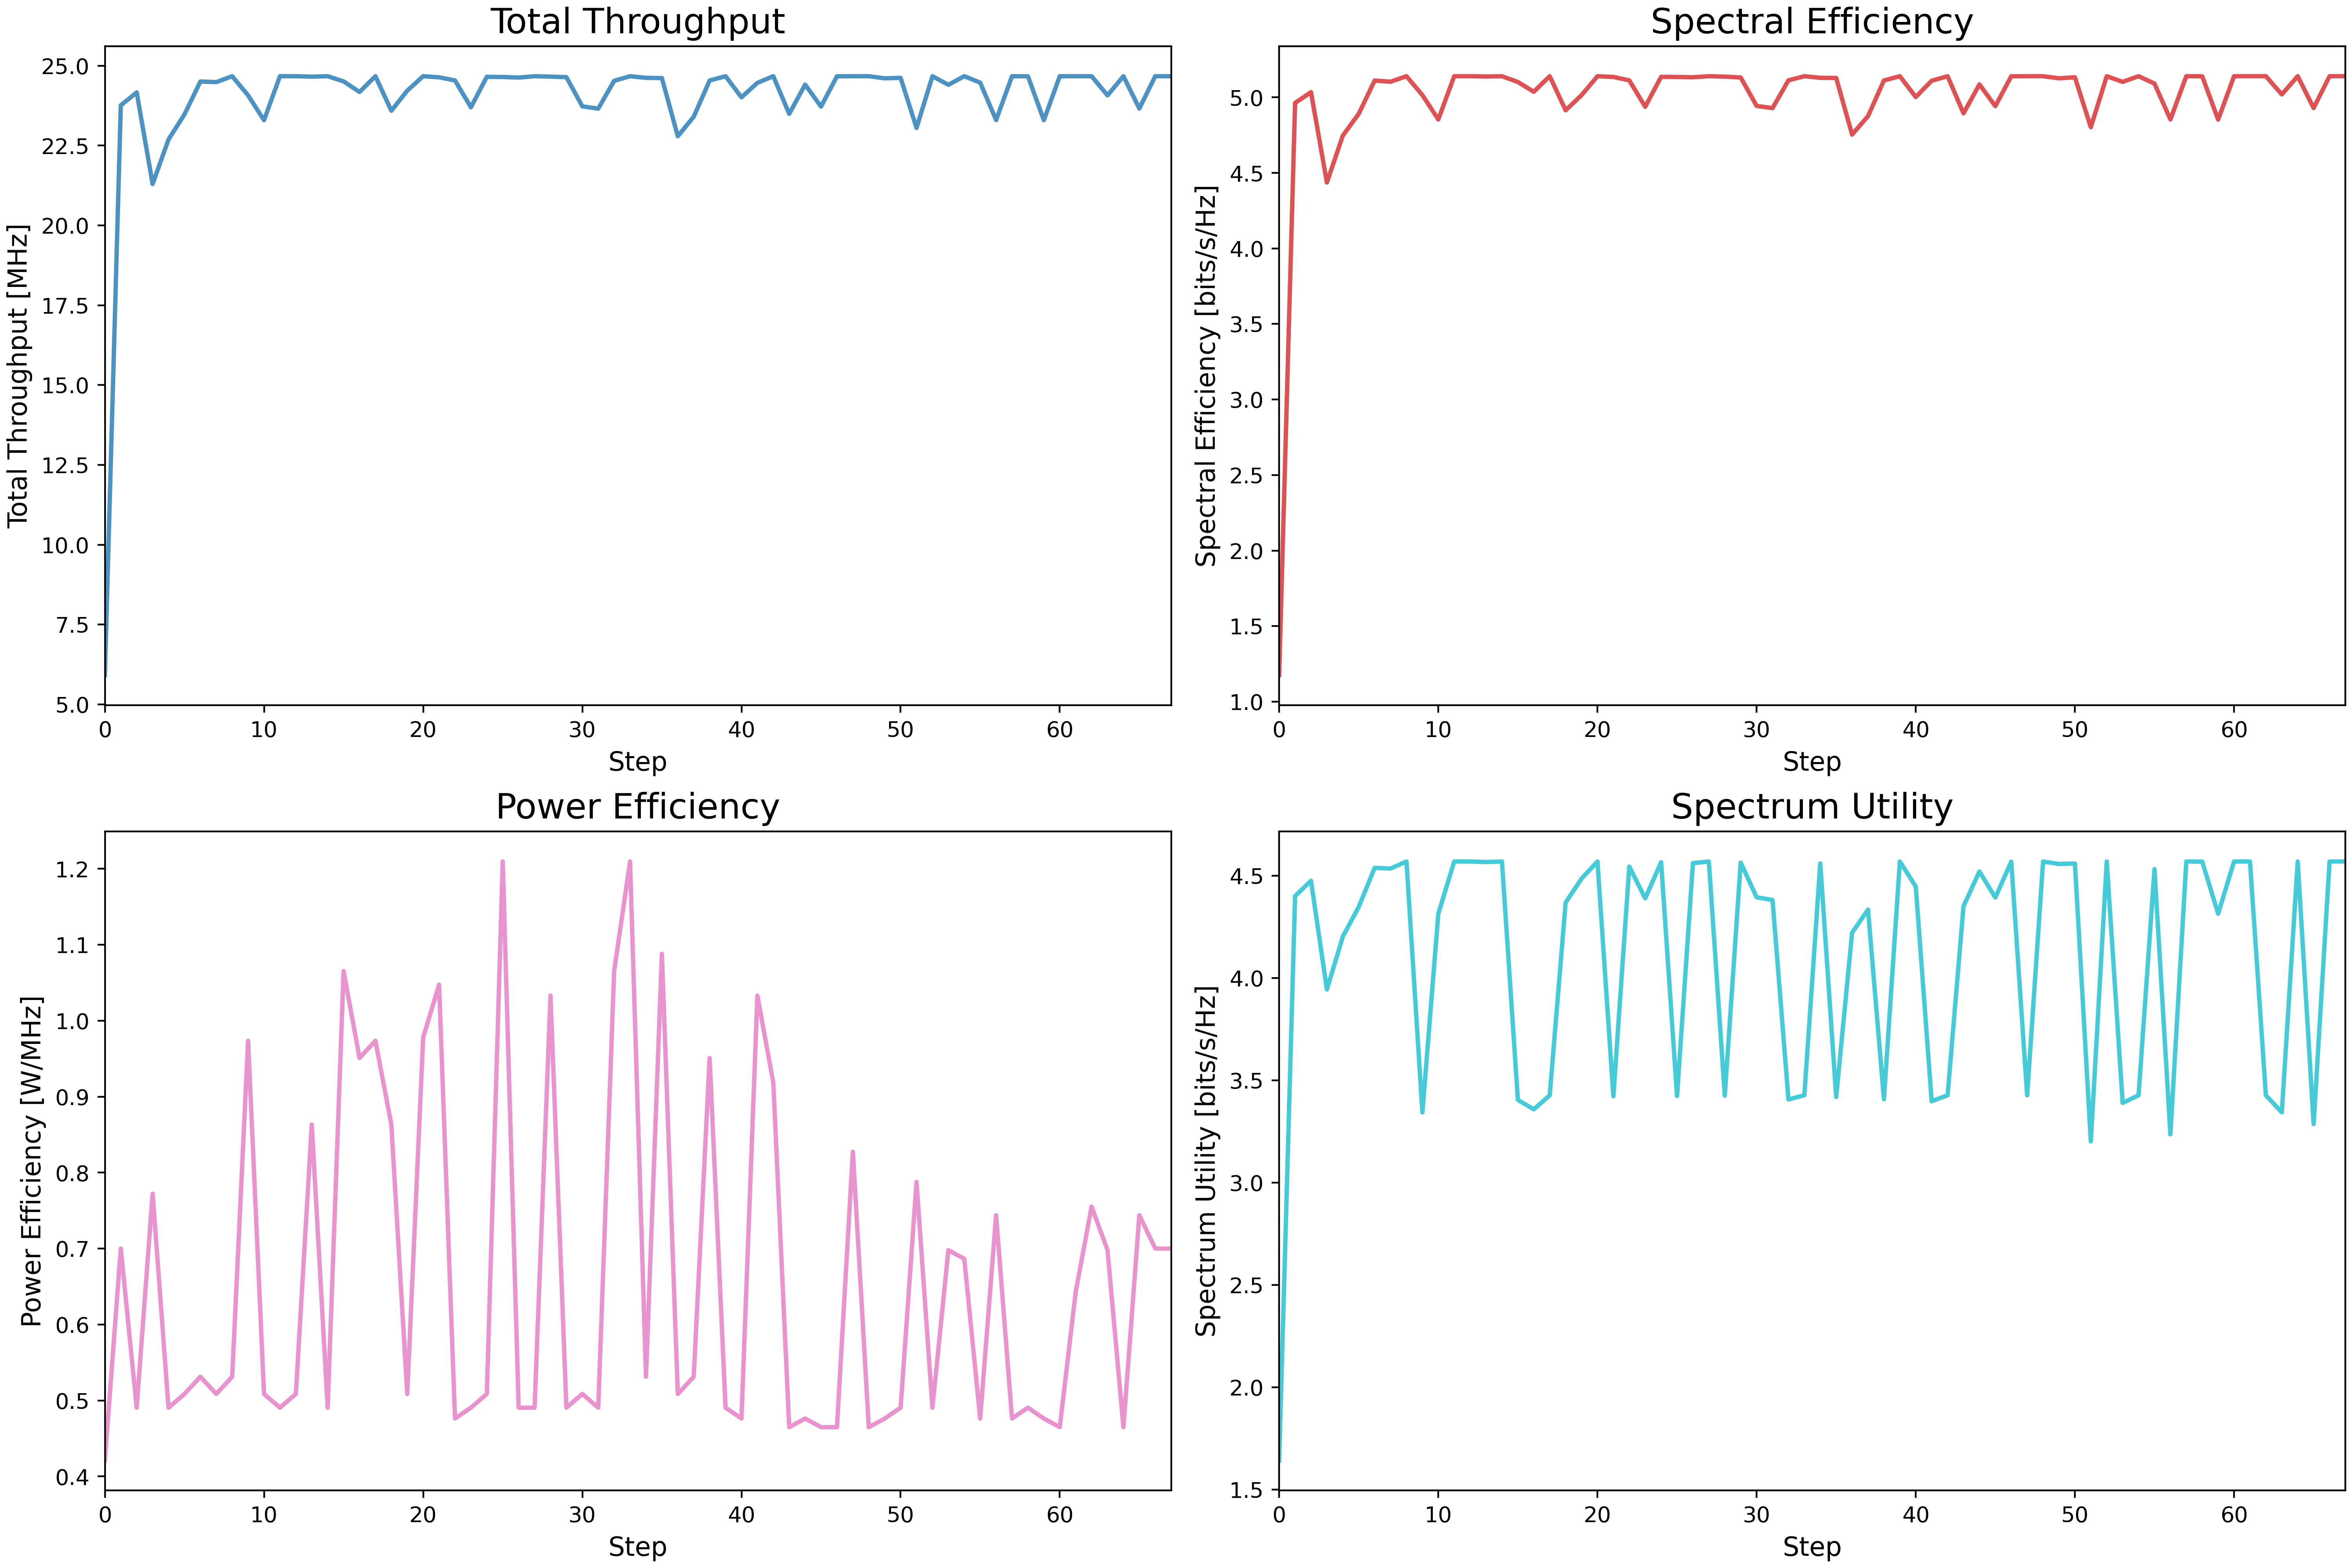 Total Throughput
Total Throughput [MHz]
25.0
22.5
20.0
17.5
15.0
12.5
10.0
7.5
5.0
0 10 20 30 40 50 60
Step
Spectral Efficiency
Spectral Efficiency [bits/s/Hz]
5.0
4.5
4.0
3.5
3.0
2.5
2.0
1.5
1.0
0 10 20 30 40 50 60
Step
Power Efficiency
Power Efficiency [W/MHz]
1.2
1.1
1.0
0.9
0.8
0.7
0.6
0.5
0.4
0 10 20 30 40 50 60
Step
Spectrum Utility
Spectrum Utility [bits/s/Hz]
4.5
4.0
3.5
3.0
2.5
2.0
1.5
0 10 20 30 40 50 60
Step